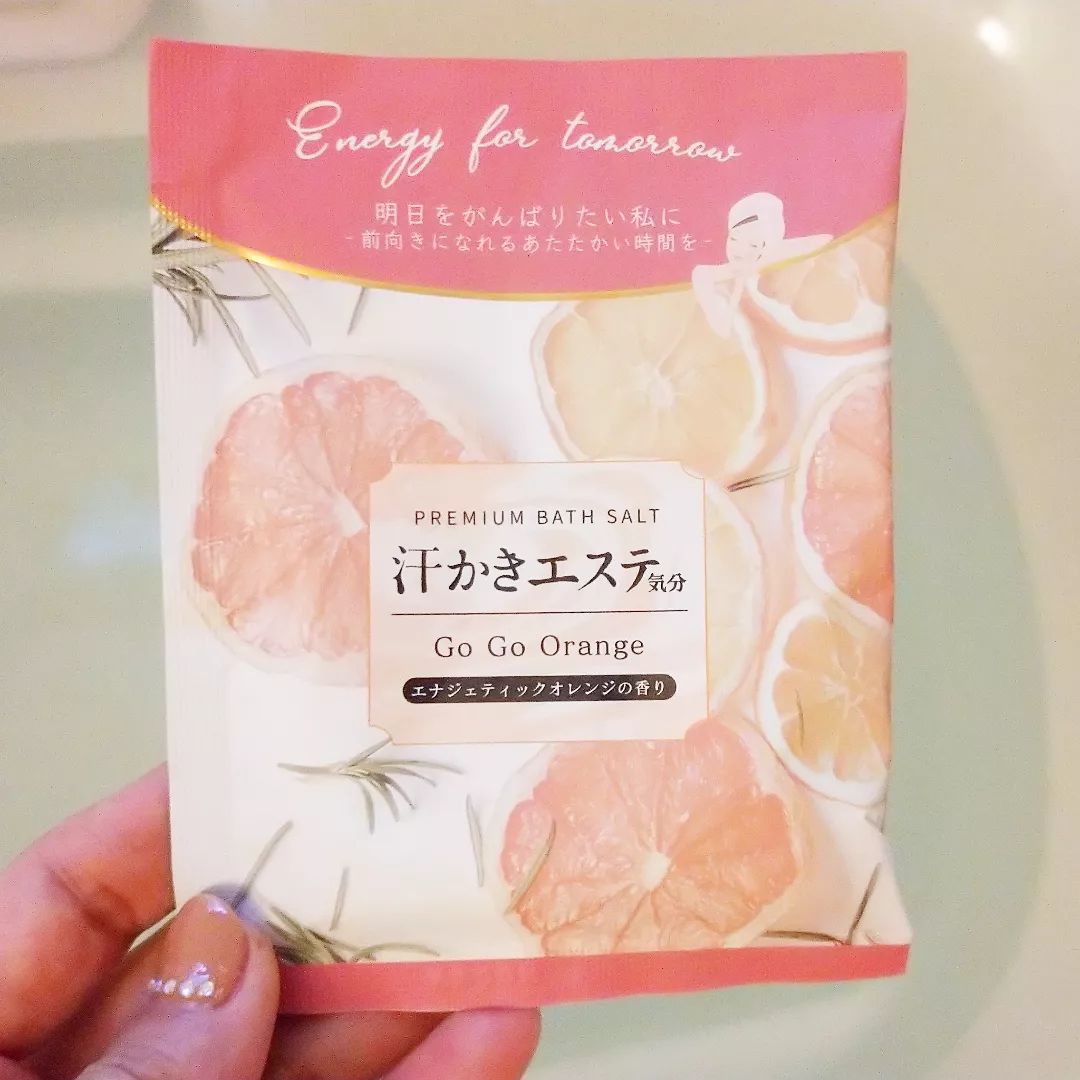 Energy for tomorrow
明日をがんばりたい私に
-前向きになれるあたたかい時間を-
PREMIUM BATH SALT
汗かきエステ気分
Go Go Orange
エナジェティックオレンジの香り